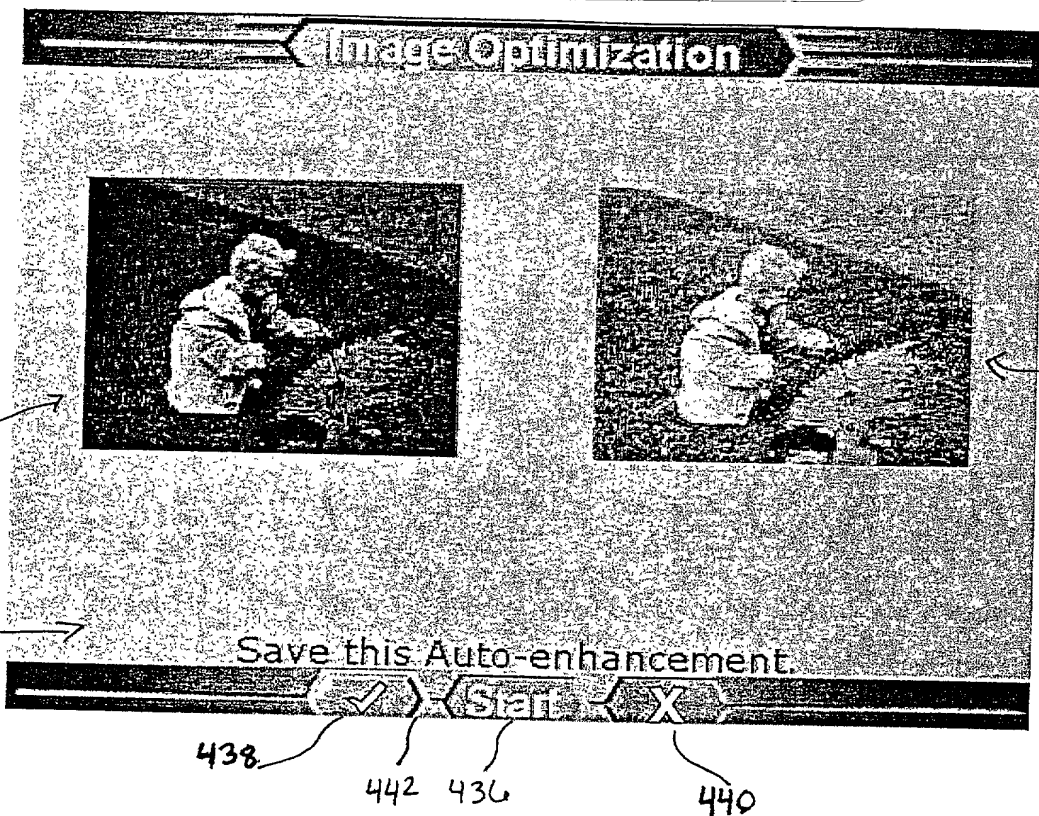 Image Optimization
Save this Auto-enhancement.
✓ Start X
438
442 436
440